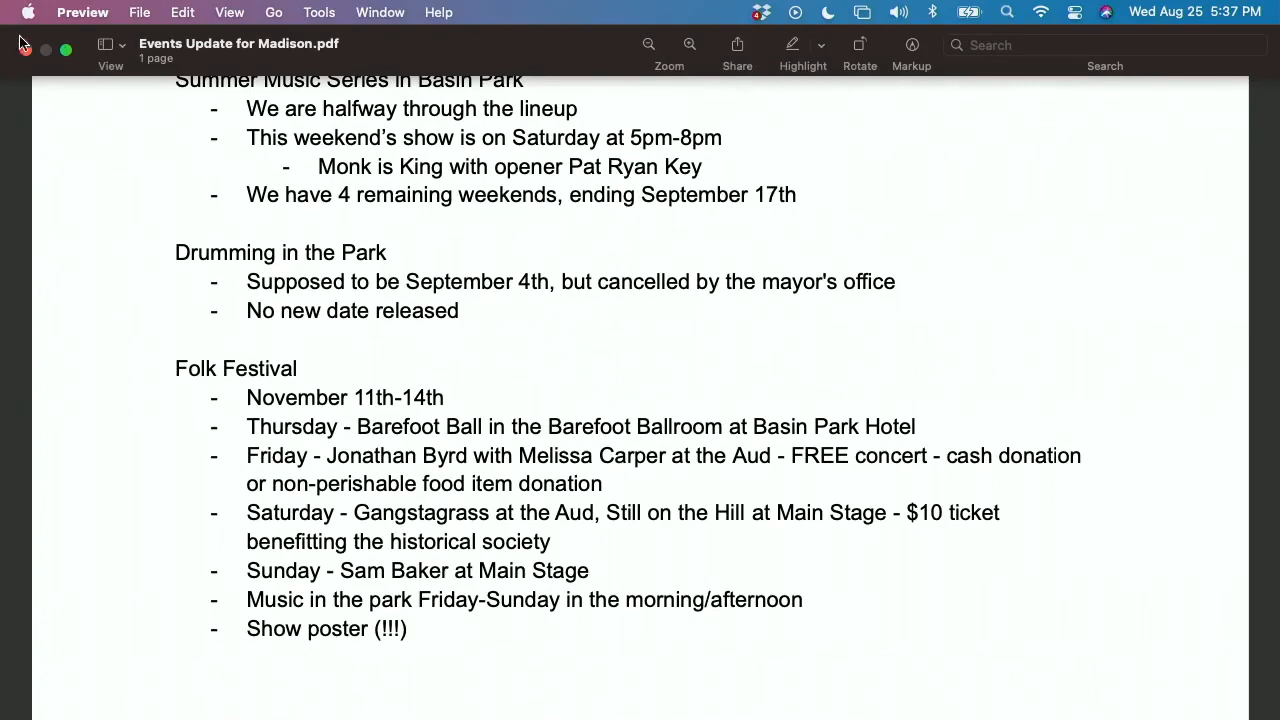 Preview File Edit View Go Tools Window Help 4 Wed Aug 25 5:37 PM
Events Update for Madison.pdf
1 page
Search
View Zoom Share Highlight Rotate Markup Search
Summer Music Series in Basin Park
- We are halfway through the lineup
- This weekend’s show is on Saturday at 5pm-8pm
- Monk is King with opener Pat Ryan Key
- We have 4 remaining weekends, ending September 17th
Drumming in the Park
- Supposed to be September 4th, but cancelled by the mayor's office
- No new date released
Folk Festival
- November 11th-14th
- Thursday - Barefoot Ball in the Barefoot Ballroom at Basin Park Hotel
- Friday - Jonathan Byrd with Melissa Carper at the Aud - FREE concert - cash donation
or non-perishable food item donation
- Saturday - Gangstagrass at the Aud, Still on the Hill at Main Stage - $10 ticket
benefitting the historical society
- Sunday - Sam Baker at Main Stage
- Music in the park Friday-Sunday in the morning/afternoon
- Show poster (!!!)